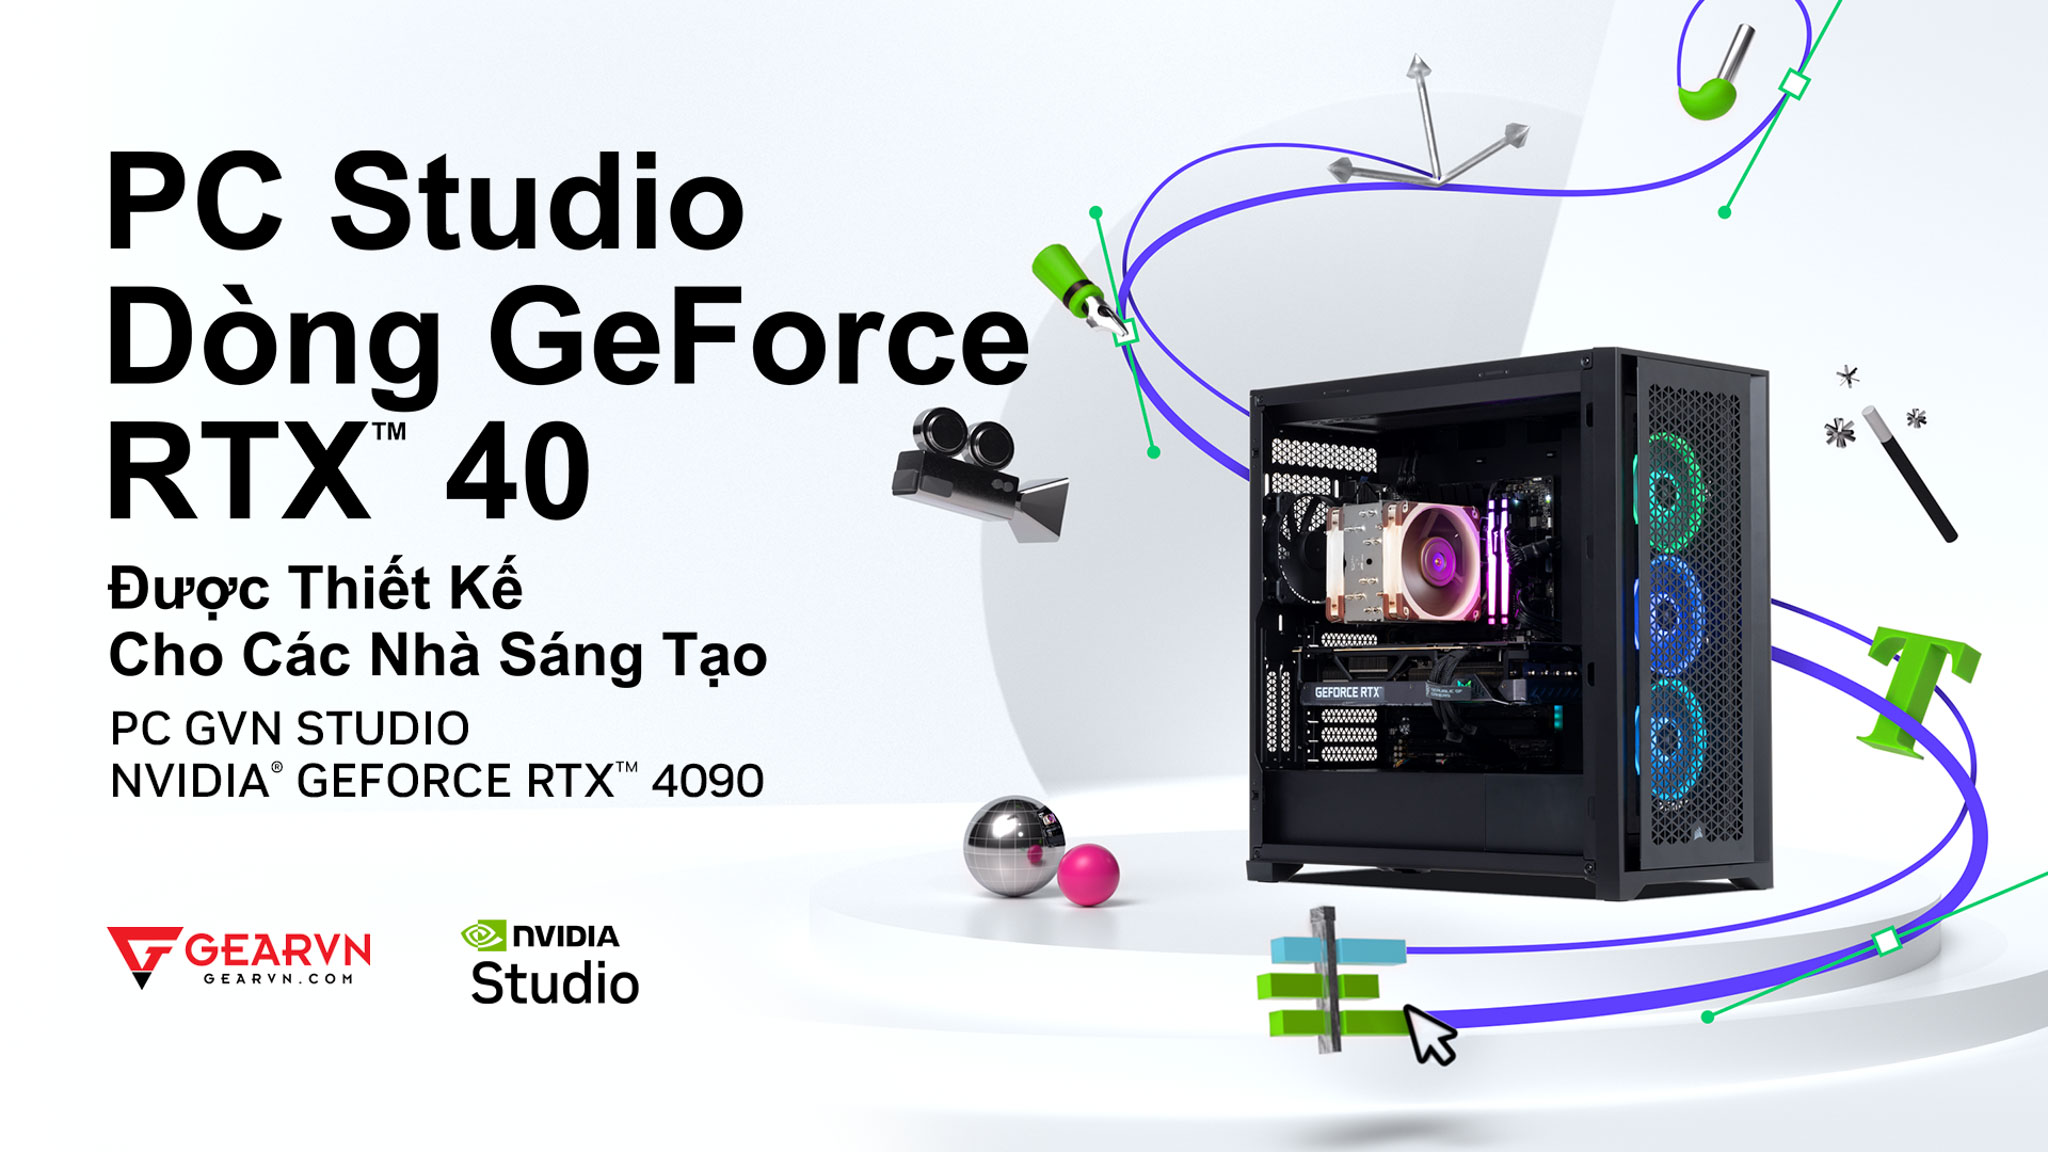 PC Studio
Dòng GeForce
RTX™ 40
Được Thiết Kế
Cho Các Nhà Sáng Tạo
PC GVN STUDIO
NVIDIA® GEFORCE RTX™ 4090
GEARVN
GEARVN.COM
NVIDIA
Studio
GEFORCE RTX